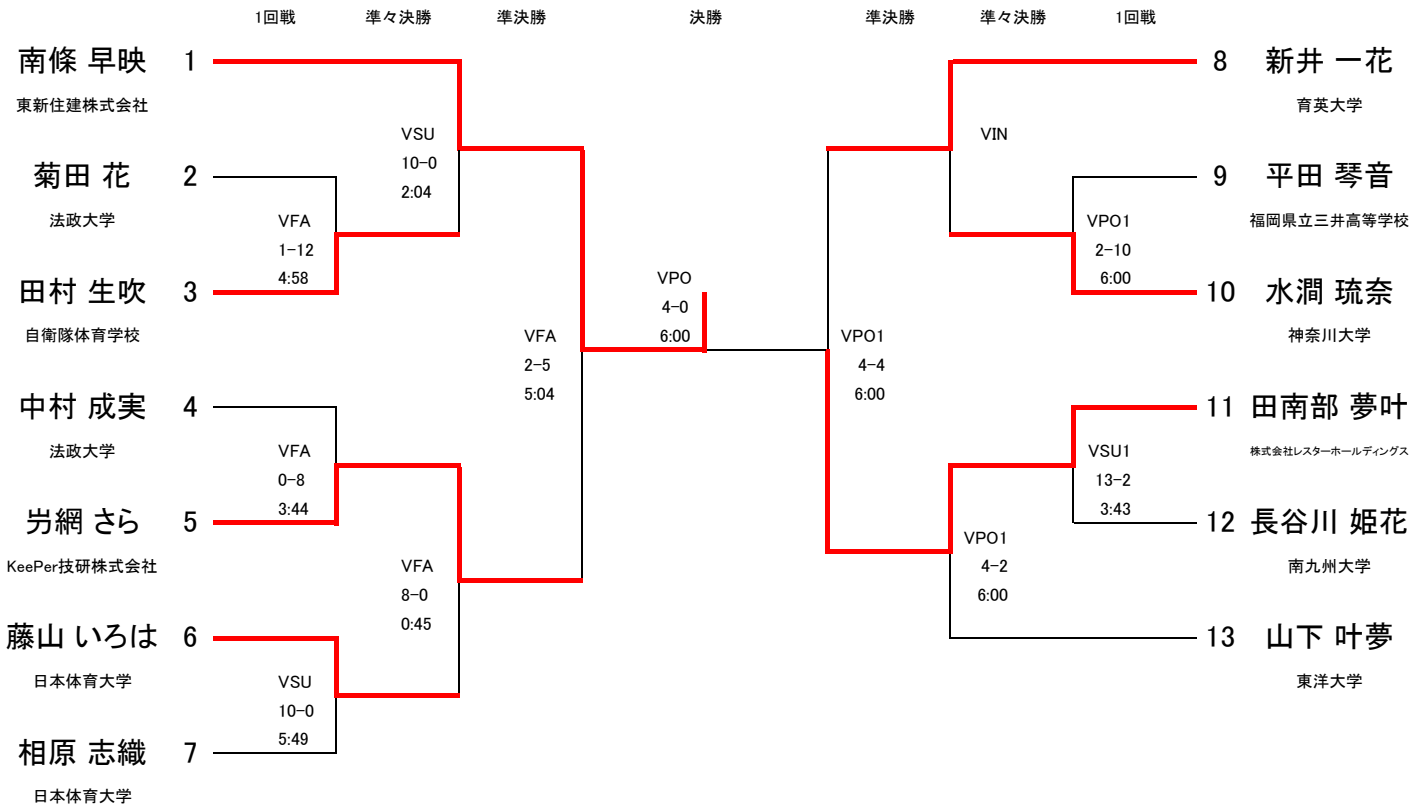 1回戦 準々決勝 準決勝 決勝 準決勝 準々決勝 1回戦
南條 早映 1
東新住建株式会社
菊田 花 2
法政大学
田村 生吹 3
自衛隊体育学校
中村 成実 4
法政大学
屶網 さら 5
KeePer技研株式会社
藤山 いろは 6
日本体育大学
相原 志織 7
日本体育大学
VFA
1-12
4:58
VFA
0-8
3:44
VSU
10-0
5:49
VSU
10-0
2:04
VFA
8-0
0:45
VFA
2-5
5:04
VPO
4-0
6:00
VPO1
4-4
6:00
VIN
VPO1
4-2
6:00
VPO1
2-10
6:00
VSU1
13-2
3:43
8 新井 一花
育英大学
9 平田 琴音
福岡県立三井高等学校
10 水澗 琉奈
神奈川大学
11 田南部 夢叶
株式会社レスターホールディングス
12 長谷川 姫花
南九州大学
13 山下 叶夢
東洋大学